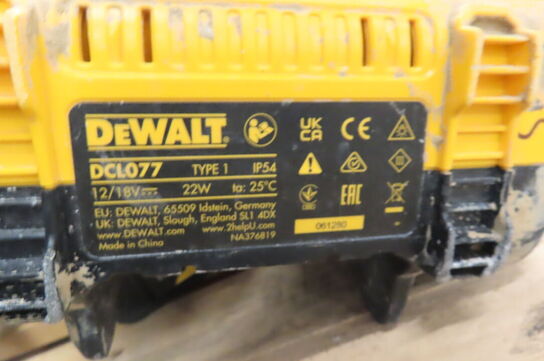 DEWALT
UK
CA
CE
DCL077 TYPE 1 IP54
12/18V⎓ 22W ta: 25°C
EAC
EU: DEWALT, 65509 Idstein, Germany
UK: DEWALT, Slough, England SL1 4DX
www.DEWALT.com www.2helpU.com
Made in China NA376819
061280